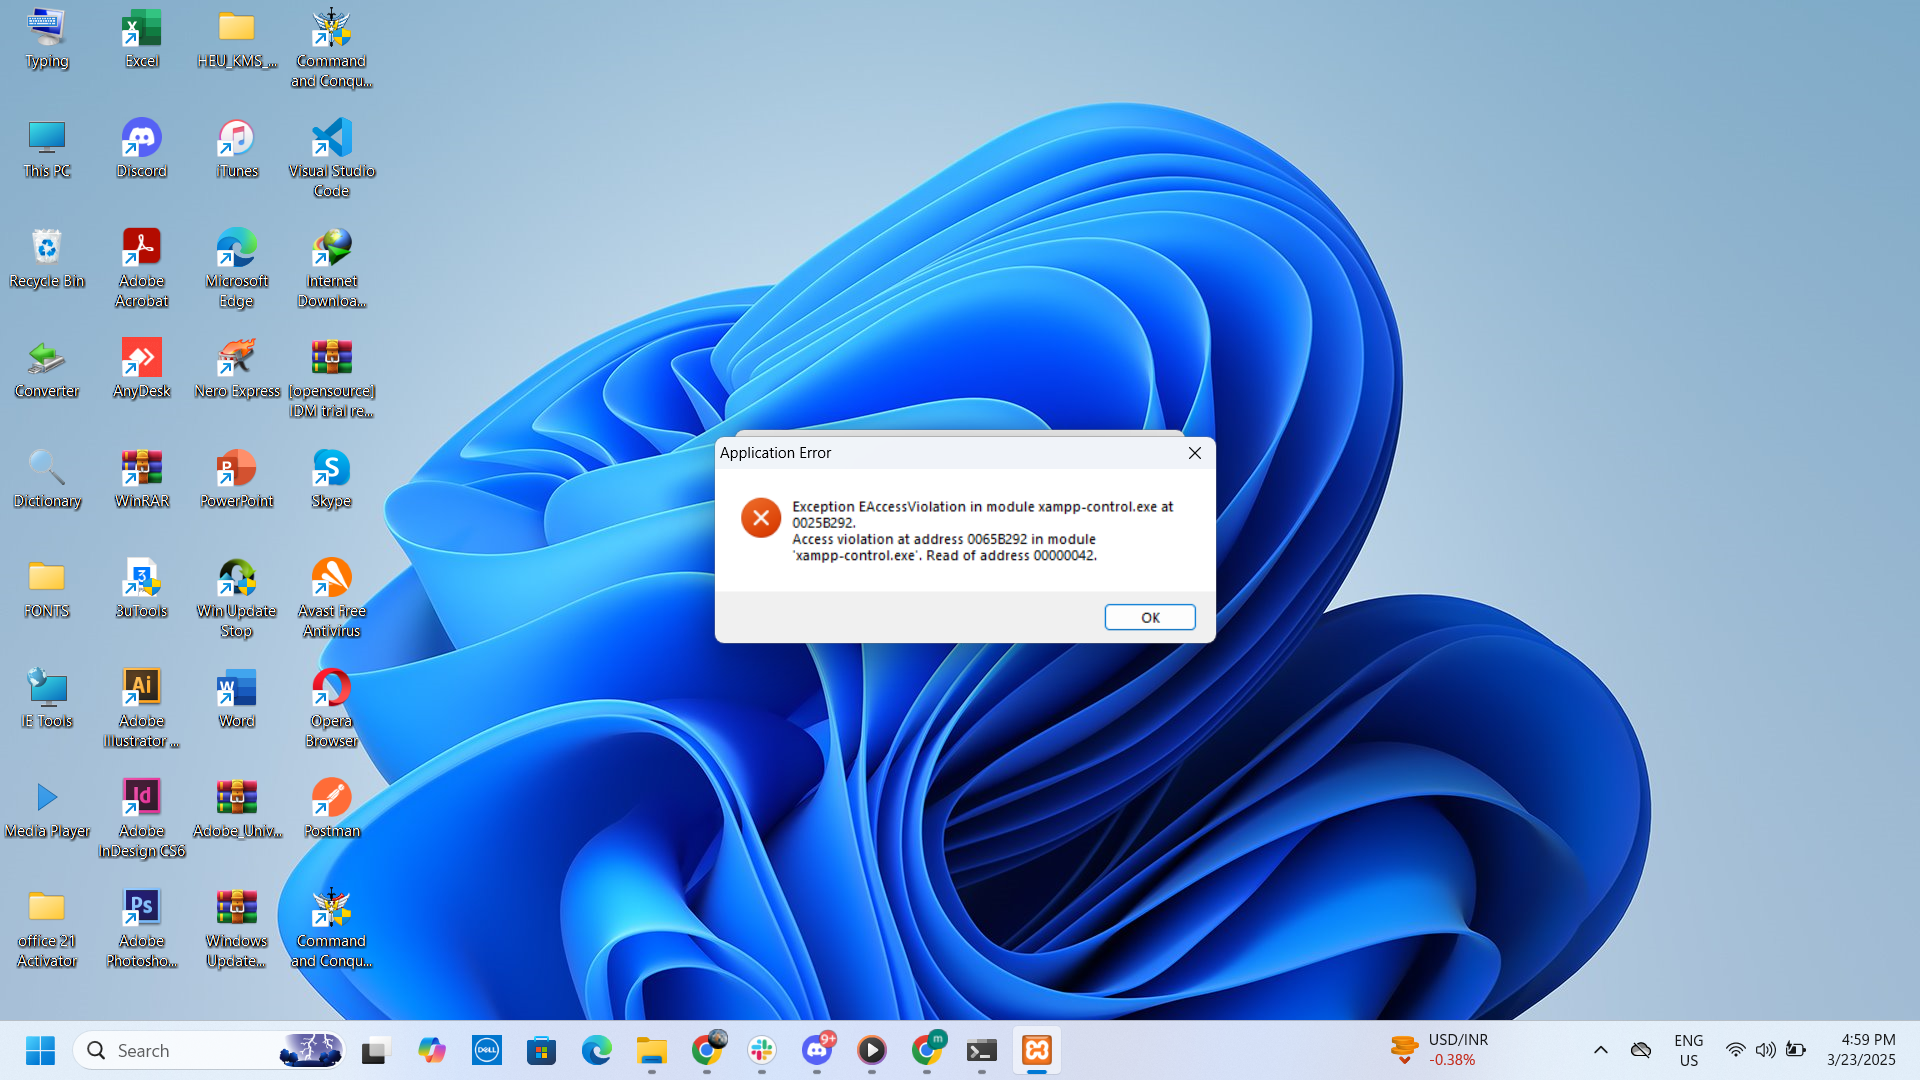 Typing
Excel
HEU_KMS_...
Command
and Conqu...
This PC
Discord
iTunes
Visual Studio
Code
Recycle Bin
Adobe
Acrobat
Microsoft
Edge
Internet
Downloa...
Converter
AnyDesk
Nero Express
[opensource]
IDM trial re...
Dictionary
WinRAR
PowerPoint
Skype
FONTS
3uTools
Win Update
Stop
Avast Free
Antivirus
IE Tools
Adobe
Illustrator ...
Word
Opera
Browser
Media Player
Adobe
InDesign CS6
Adobe_Univ...
Postman
office 21
Activator
Adobe
Photosho...
Windows
Update...
Command
and Conqu...
Application Error
Exception EAccessViolation in module xampp-control.exe at
0025B292.
Access violation at address 0065B292 in module
'xampp-control.exe'. Read of address 00000042.
OK
Search
DELL
9+
m
USD/INR
-0.38%
ENG
US
4:59 PM
3/23/2025